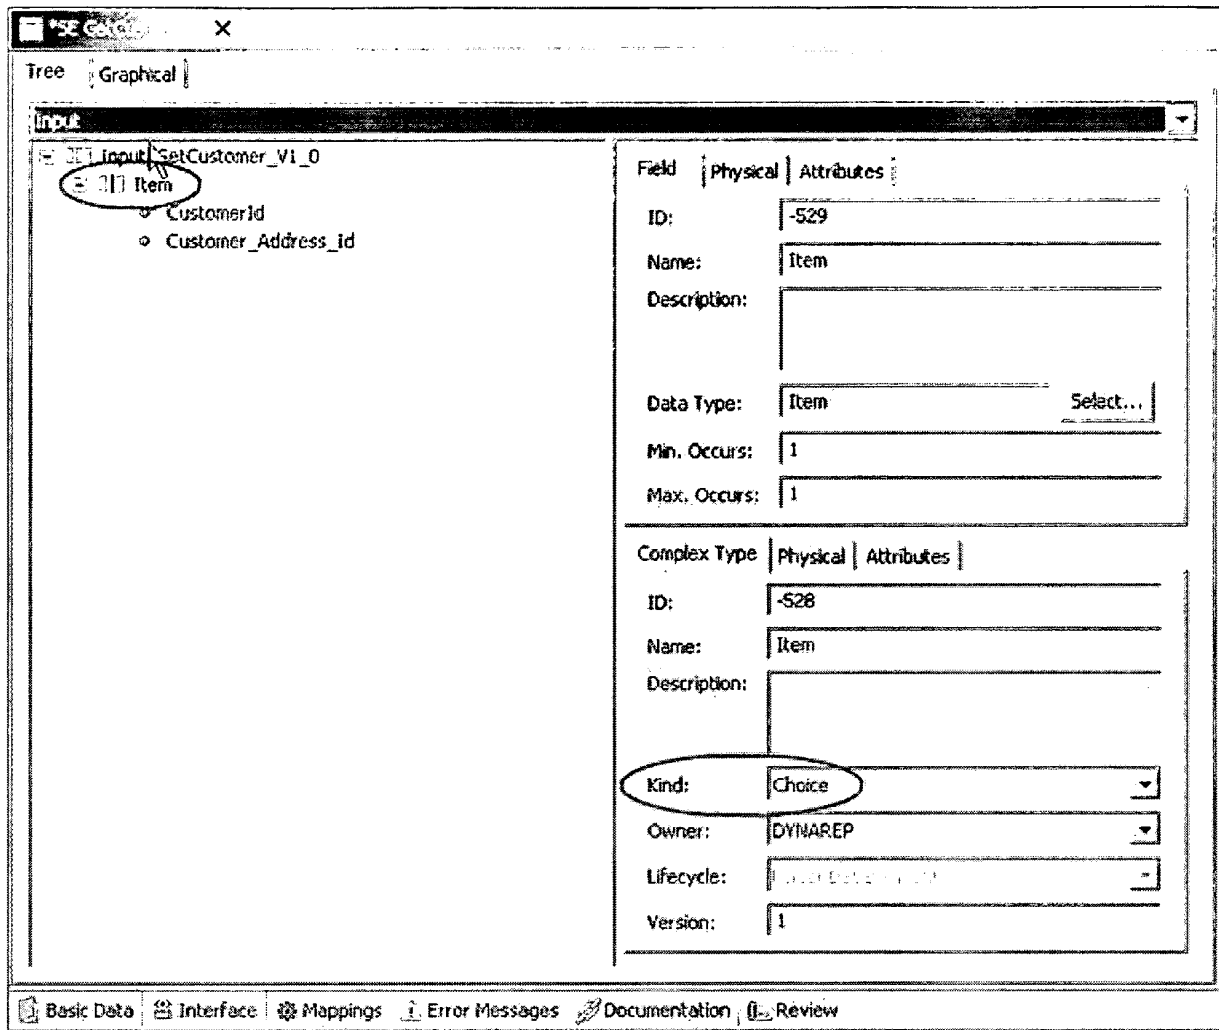 Tree Graphical
Input
Input_SetCustomer_V1_0
Item
CustomerId
Customer_Address_Id
Field Physical Attributes
ID: -529
Name: Item
Description:
Data Type: Item Select...
Min. Occurs: 1
Max. Occurs: 1
Complex Type Physical Attributes
ID: -528
Name: Item
Description:
Kind: Choice
Owner: DYNAREP
Lifecycle:
Version: 1
Basic Data Interface Mappings Error Messages Documentation Review